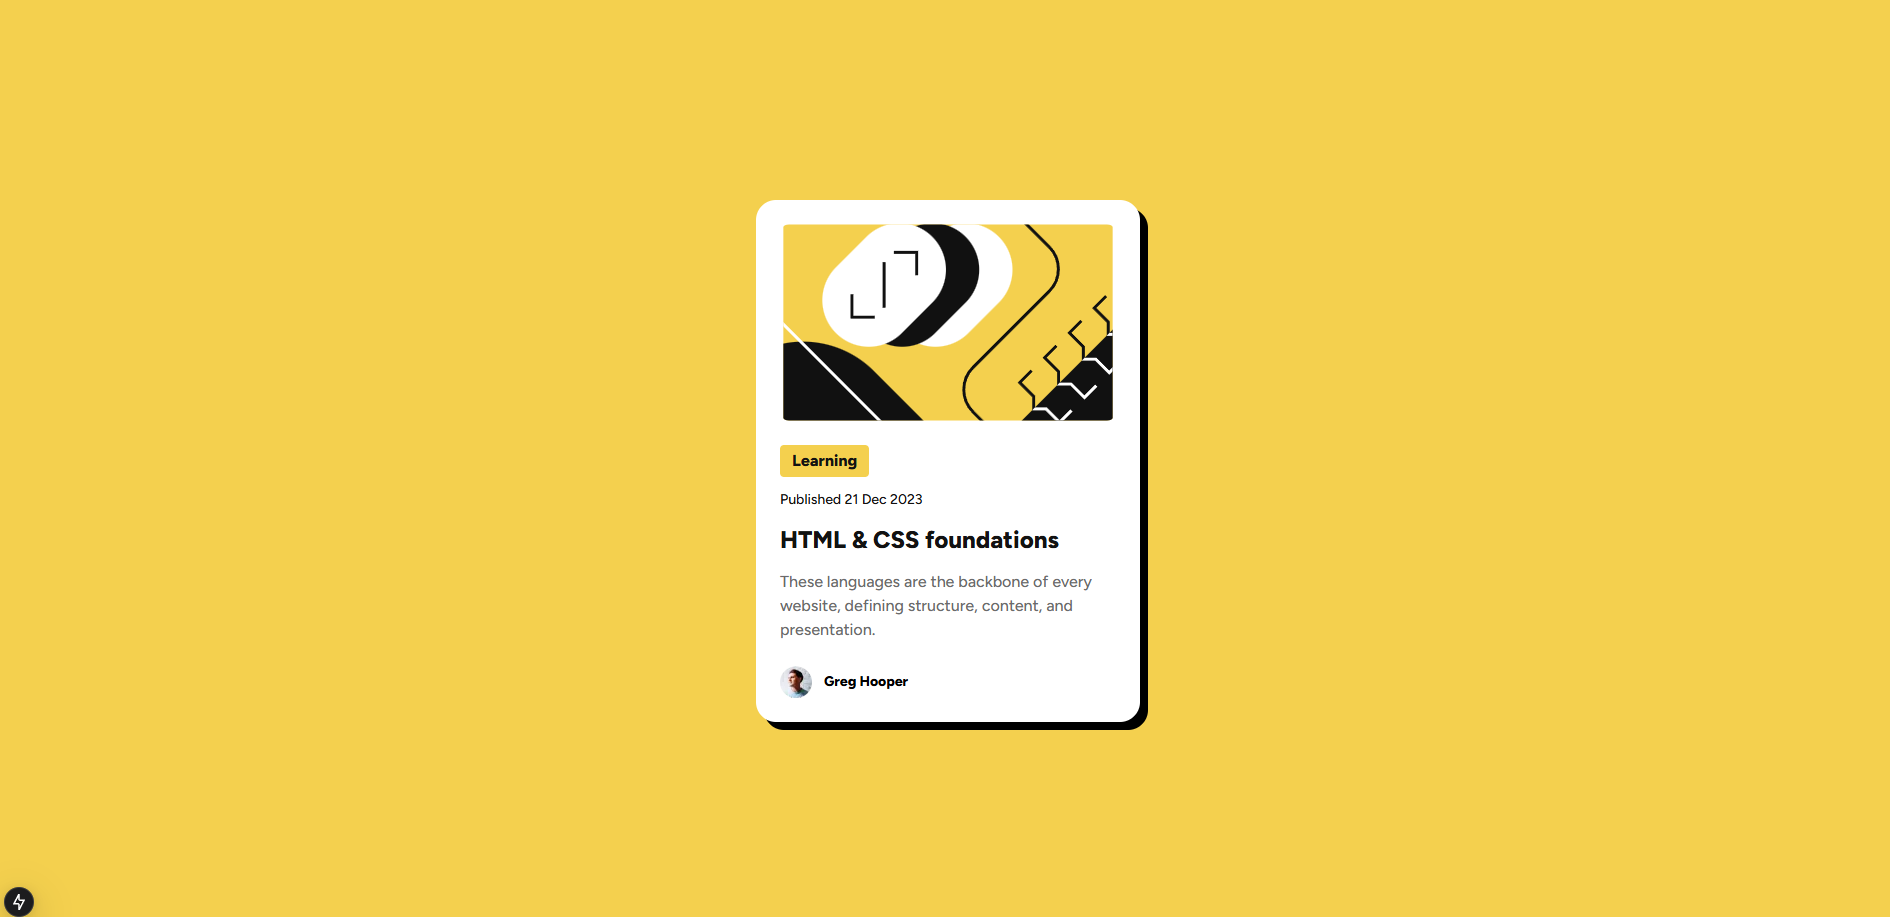 Learning
Published 21 Dec 2023
HTML & CSS foundations
These languages are the backbone of every
website, defining structure, content, and
presentation.
Greg Hooper